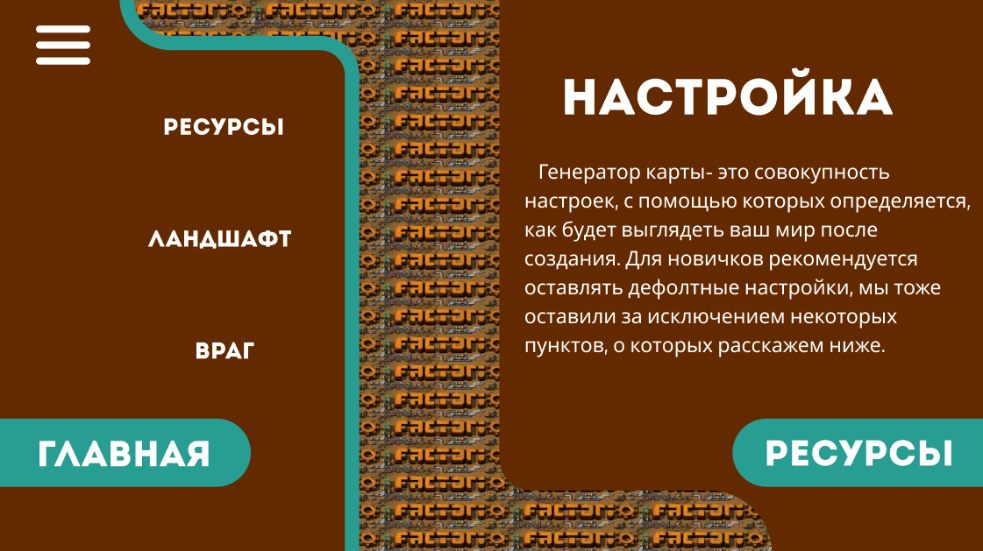 РЕСУРСЫ
ЛАНДШАФТ
ВРАГ
ГЛАВНАЯ
НАСТРОЙКА
Генератор карты- это совокупность
настроек, с помощью которых определяется,
как будет выглядеть ваш мир после
создания. Для новичков рекомендуется
оставлять дефолтные настройки, мы тоже
оставили за исключением некоторых
пунктов, о которых расскажем ниже.
РЕСУРСЫ